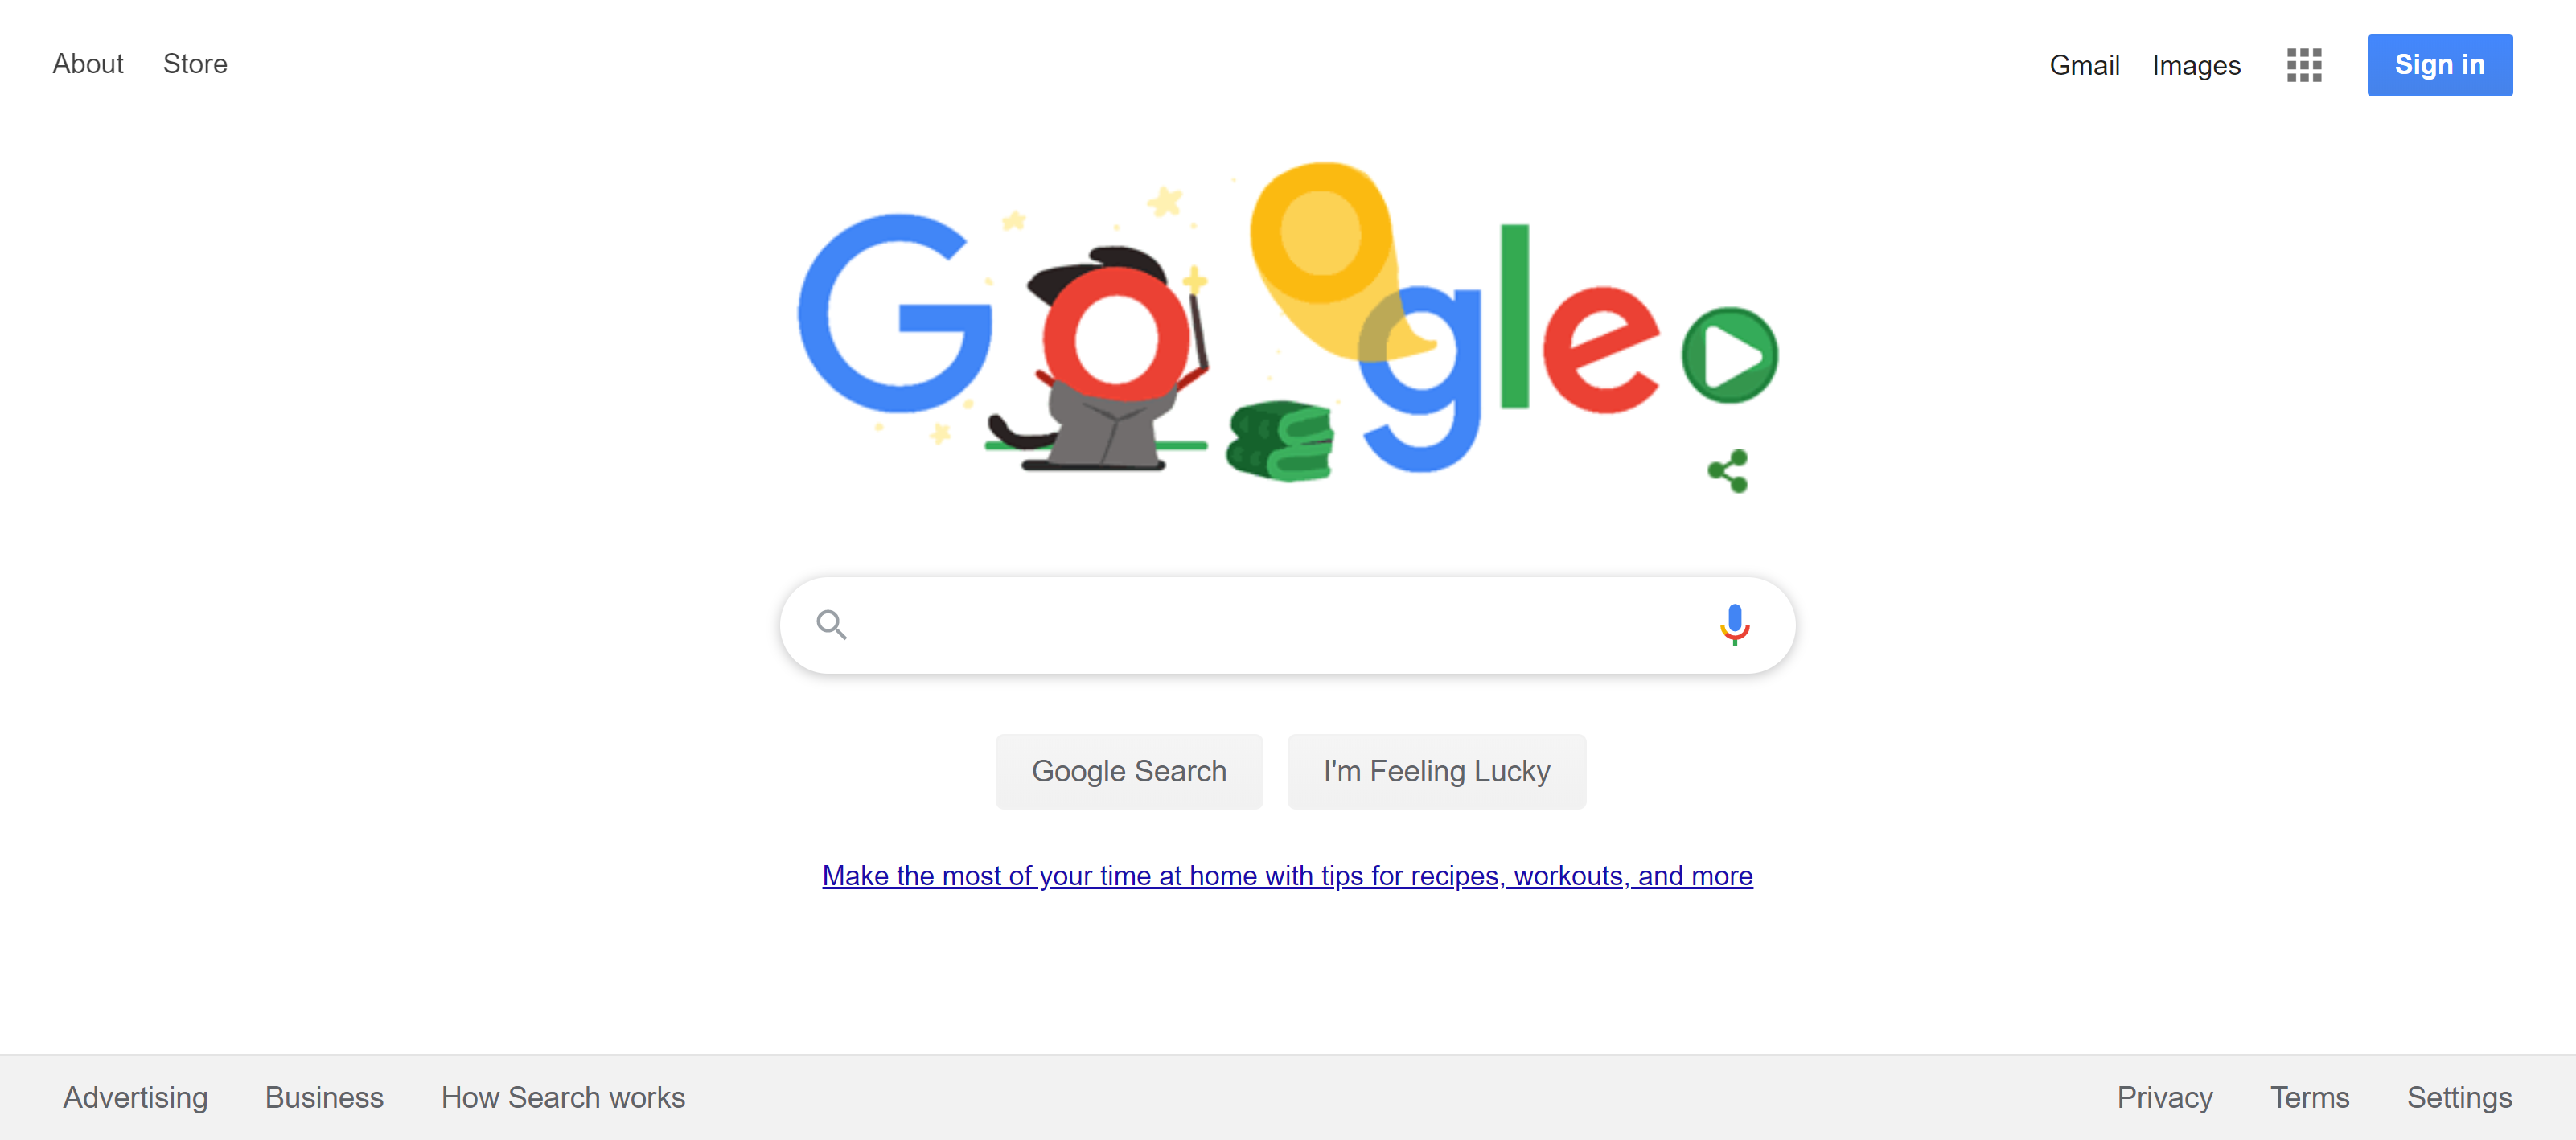 About Store
Gmail Images Sign in
Google
Google Search I'm Feeling Lucky
Make the most of your time at home with tips for recipes, workouts, and more
Advertising Business How Search works
Privacy Terms Settings